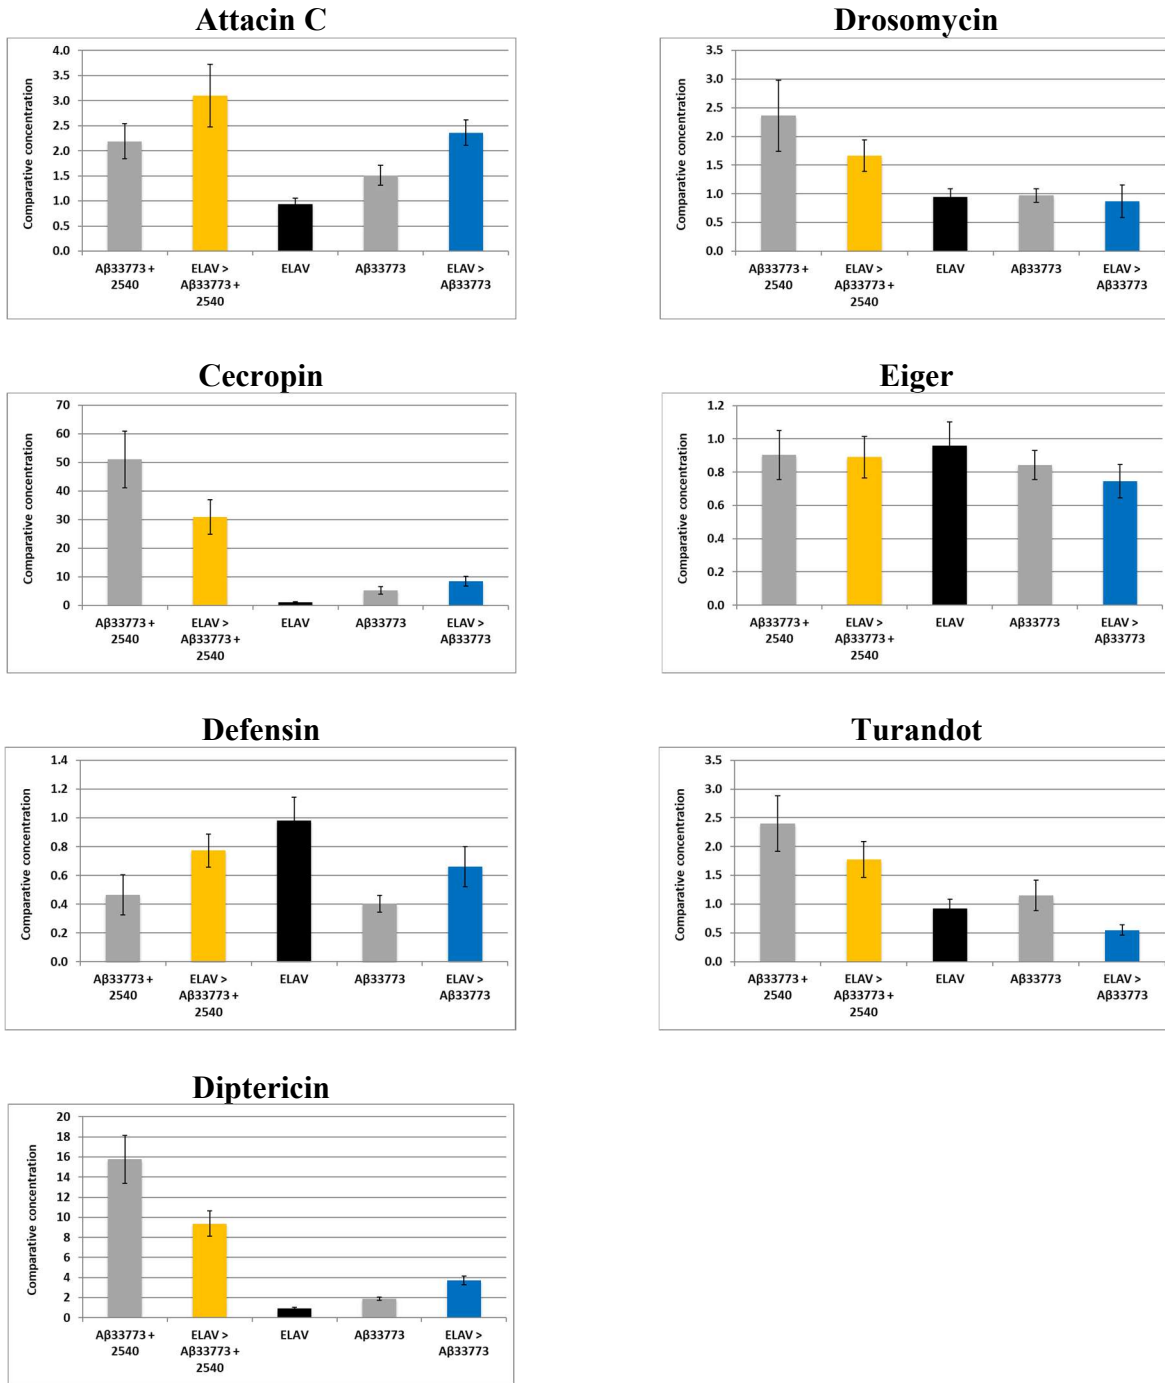 Attacin C
Comparative concentration
4.0
3.5
3.0
2.5
2.0
1.5
1.0
0.5
0.0
Aβ33773 + ELAV > ELAV Aβ33773 ELAV >
2540 Aβ33773 + Aβ33773
2540
Drosomycin
Comparative concentration
3.5
3.0
2.5
2.0
1.5
1.0
0.5
0.0
Aβ33773 + ELAV > ELAV Aβ33773 ELAV >
2540 Aβ33773 + Aβ33773
2540
Cecropin
Comparative concentration
70
60
50
40
30
20
10
0
Aβ33773 + ELAV > ELAV Aβ33773 ELAV >
2540 Aβ33773 + Aβ33773
2540
Eiger
Comparative concentration
1.2
1.0
0.8
0.6
0.4
0.2
0.0
Aβ33773 + ELAV > ELAV Aβ33773 ELAV >
2540 Aβ33773 + Aβ33773
2540
Defensin
Comparative concentration
1.4
1.2
1.0
0.8
0.6
0.4
0.2
0.0
Aβ33773 + ELAV > ELAV Aβ33773 ELAV >
2540 Aβ33773 + Aβ33773
2540
Turandot
Comparative concentration
3.5
3.0
2.5
2.0
1.5
1.0
0.5
0.0
Aβ33773 + ELAV > ELAV Aβ33773 ELAV >
2540 Aβ33773 + Aβ33773
2540
Diptericin
Comparative concentration
20
18
16
14
12
10
8
6
4
2
0
Aβ33773 + ELAV > ELAV Aβ33773 ELAV >
2540 Aβ33773 + Aβ33773
2540